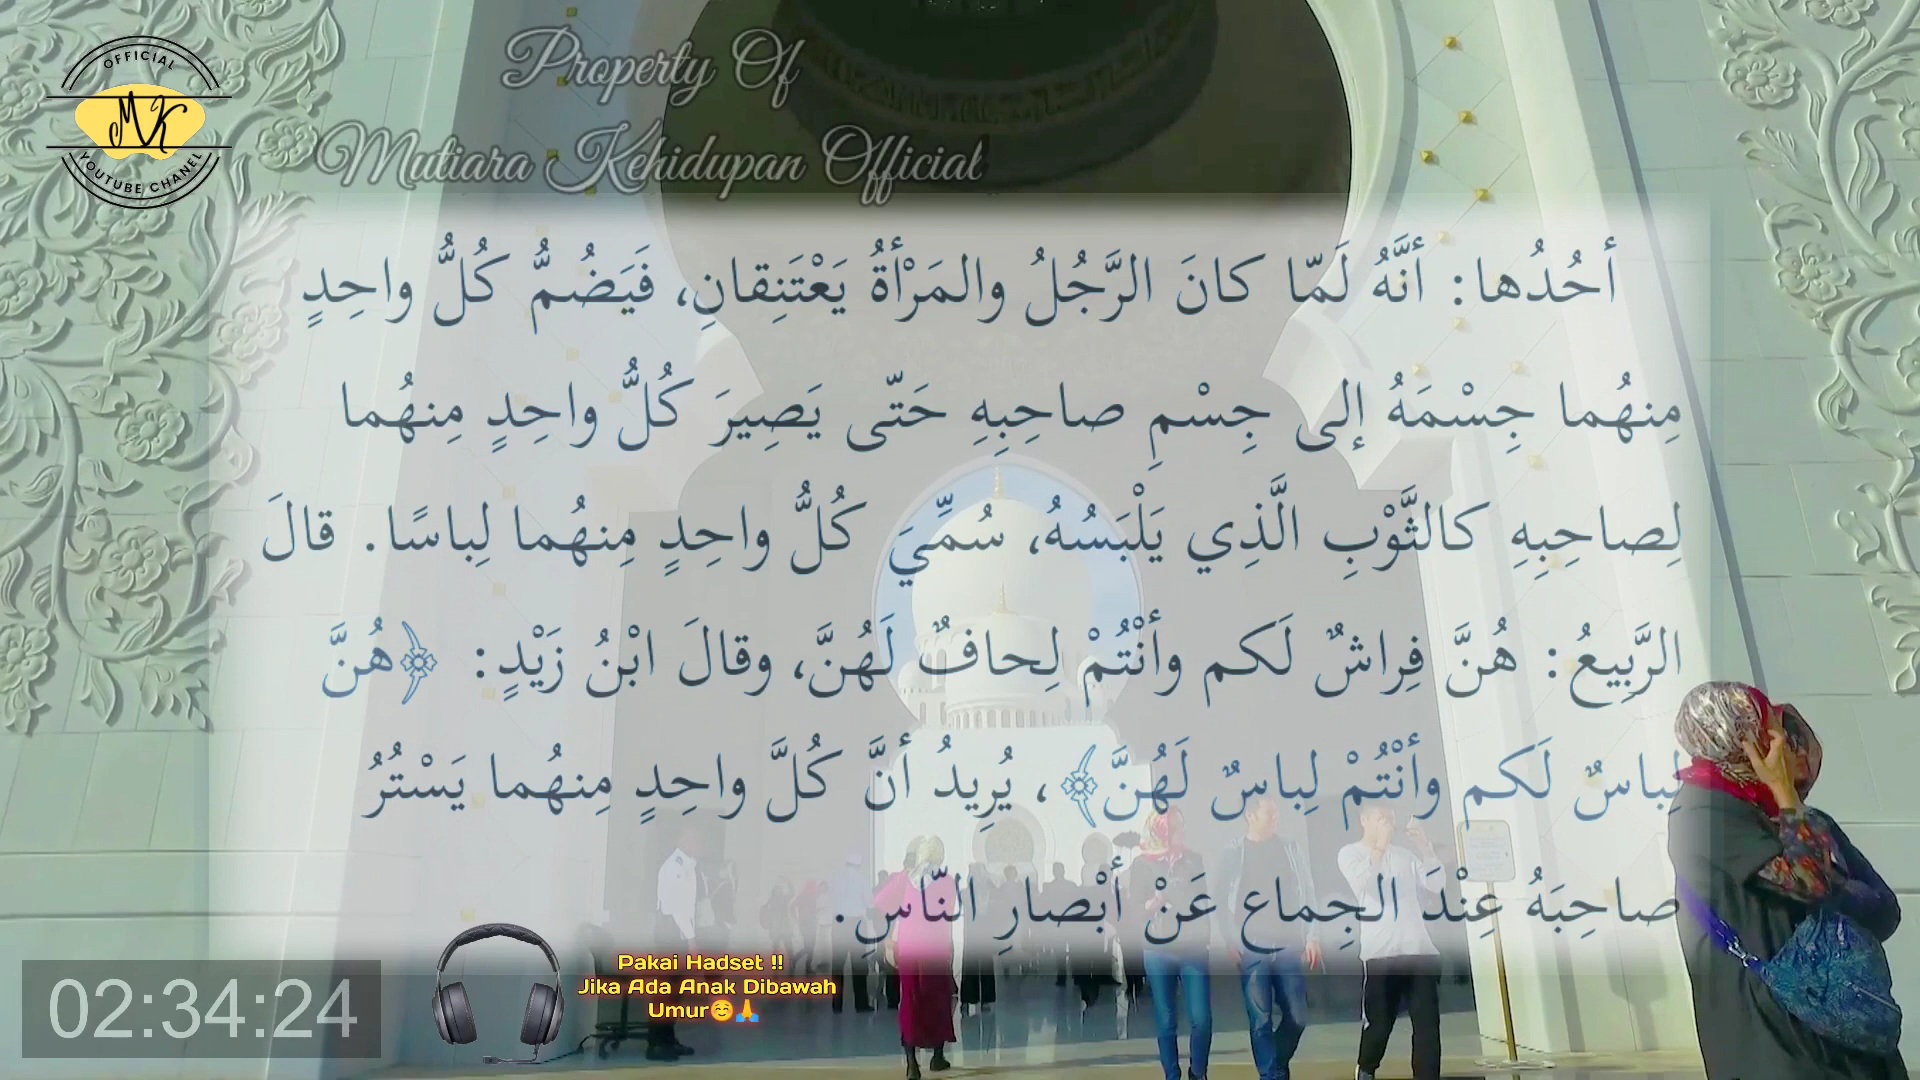 OFFICIAL
MK
YOUTUBE CHANEL
Property Of
Mutiara Kehidupan Official
أحُدُها: أنَّهُ لَمّا كانَ الرَّجُلُ والمَرْأةُ يَعْتَنِقانِ، فَيَضُمُّ كُلُّ واحِدٍ
مِنهُما جِسْمَهُ إلى جِسْمِ صاحِبِهِ حَتّى يَصِيرَ كُلُّ واحِدٍ مِنهُما
لِصاحِبِهِ كالثَّوْبِ الَّذِي يَلْبَسُهُ، سُمِّيَ كُلُّ واحِدٍ مِنهُما لِباسًا. قالَ
الرَّبِيعُ: هُنَّ فِراشٌ لَكم وأنْتُمْ لِحافٌ لَهُنَّ، وقالَ ابْنُ زَيْدٍ: ﴿هُنَّ
لِباسٌ لَكم وأنْتُمْ لِباسٌ لَهُنَّ﴾، يُرِيدُ أنَّ كُلَّ واحِدٍ مِنهُما يَسْتُرُ
صاحِبَهُ عِنْدَ الجِماعِ عَنْ أبْصارِ النّاسِ.
Pakai Hadset !!
Jika Ada Anak Dibawah
Umur☺️🙏
02:34:24